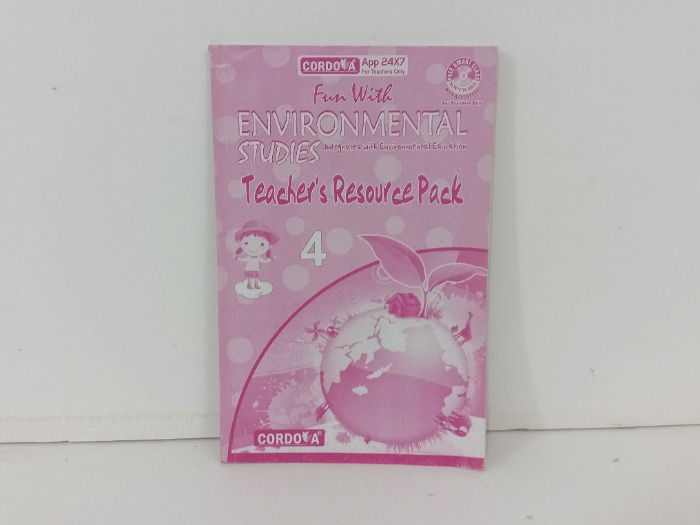 CORDOVA App 24X7
For Teachers Only
Fun With
ENVIRONMENTAL
STUDIES Integrated with Environmental Education
Teacher's Resource Pack
4
CORDOVA